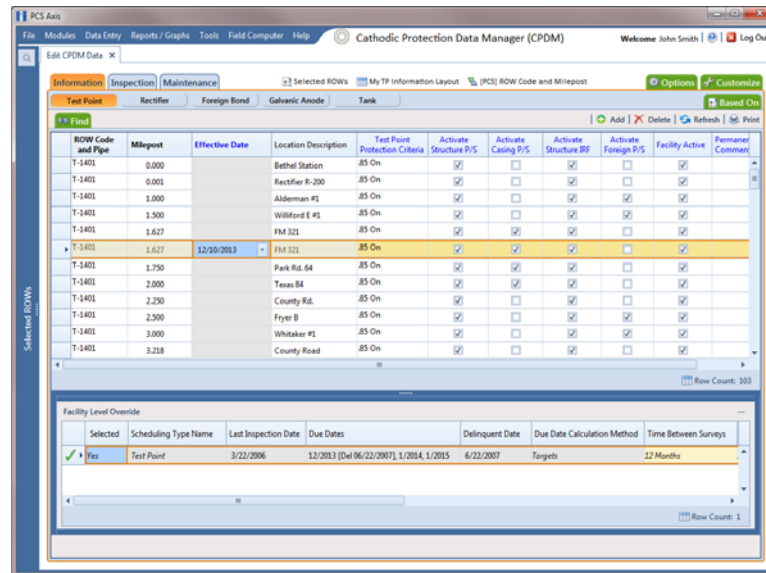 PCS Axis
File Modules Data Entry Reports / Graphs Tools Field Computer Help Cathodic Protection Data Manager (CPDM) Welcome John Smith Log Ou
Edit CPDM Data ×
Information Inspection Maintenance Selected ROWs My TP Information Layout [PCS] ROW Code and Milepost Options Customize
Test Point Rectifier Foreign Bond Galvanic Anode Tank Based On
Find Add Delete Refresh Print
ROW Code and Pipe Milepost Effective Date Location Description Test Point Protection Criteria Activate Structure P/S Activate Casing P/S Activate Structure IRF Activate Foreign P/S Facility Active Permaner Commen
T-1401 0.000 Bethel Station .85 On
T-1401 0.001 Rectifier R-200 .85 On
T-1401 1.000 Alderman #1 .85 On
T-1401 1.500 Williford E #1 .85 On
T-1401 1.627 FM 321 .85 On
T-1401 1.627 12/10/2013 FM 321 .85 On
T-1401 1.750 Park Rd. 64 .85 On
T-1401 2.000 Texas 84 .85 On
T-1401 2.250 County Rd. .85 On
T-1401 2.500 Fryer B .85 On
T-1401 3.000 Whitaker #1 .85 On
T-1401 3.218 County Road .85 On
Selected ROWs
Row Count: 103
Facility Level Override
Selected Scheduling Type Name Last Inspection Date Due Dates Delinquent Date Due Date Calculation Method Time Between Surveys
Yes Test Point 3/22/2006 12/2013 [Del 06/22/2007], 1/2014, 1/2015 6/22/2007 Targets 12 Months
Row Count: 1